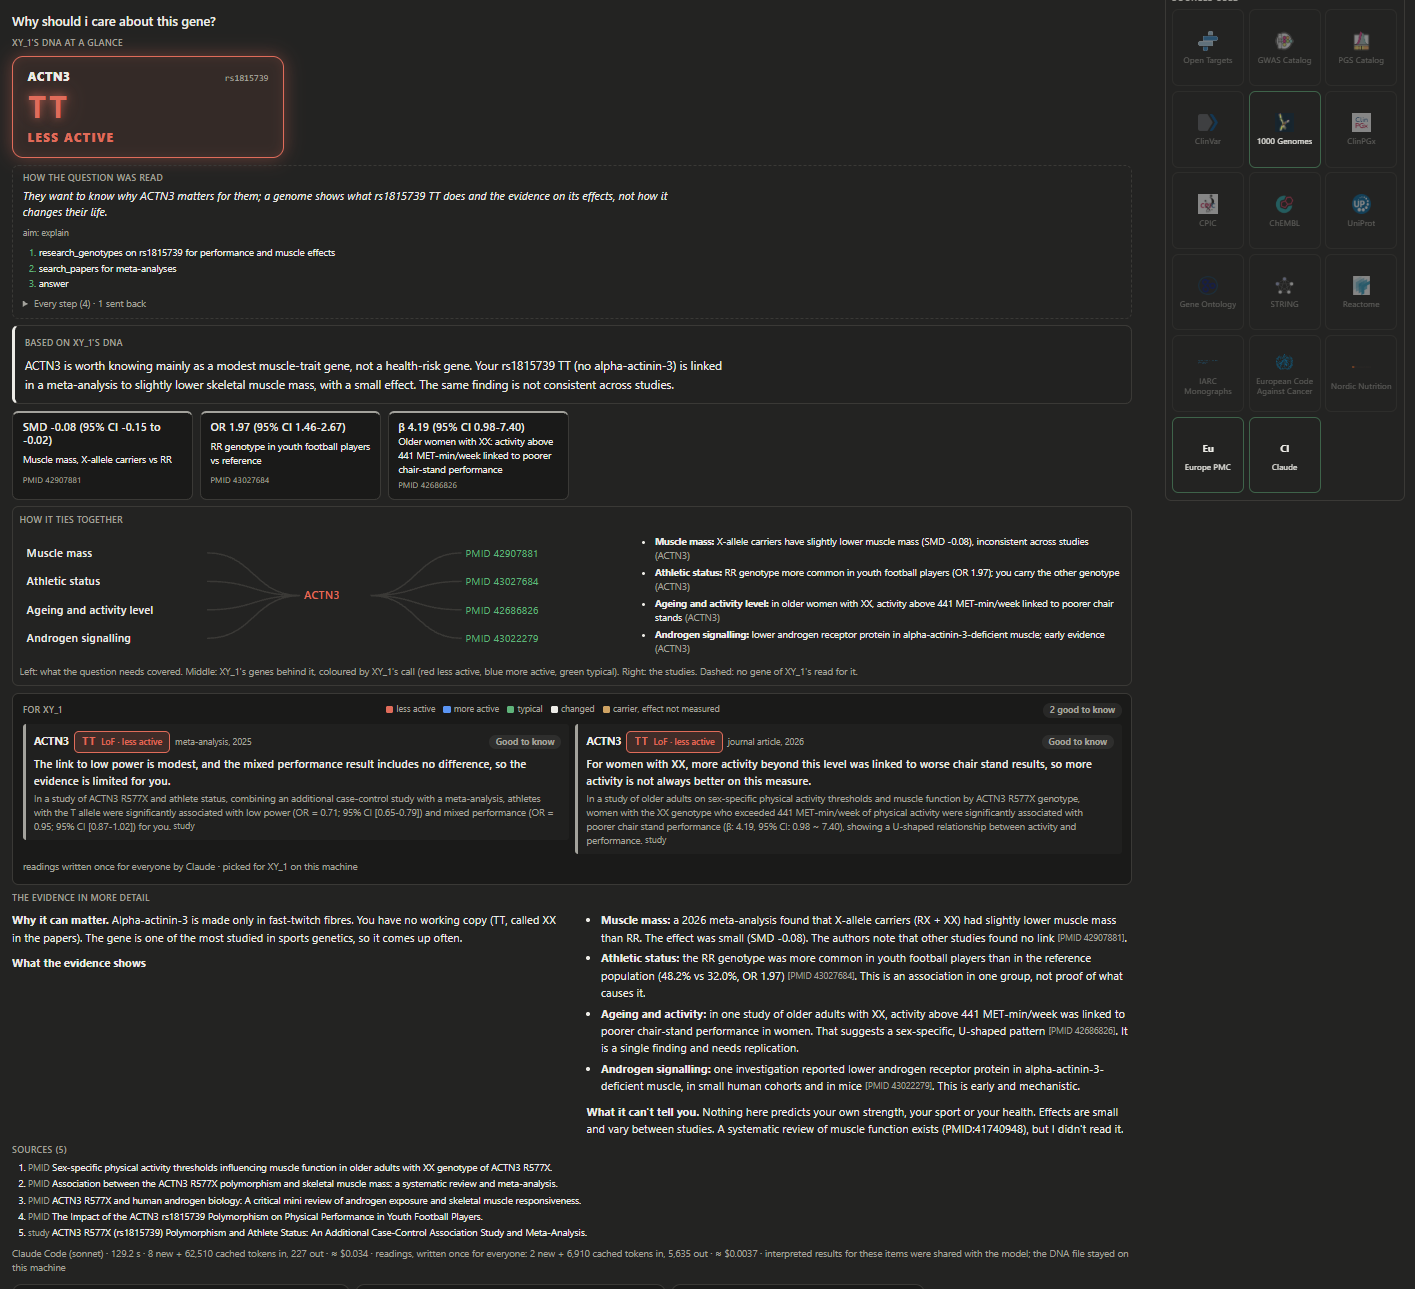 Why should i care about this gene?
XY_1'S DNA AT A GLANCE
ACTN3
rs1815739
TT
LESS ACTIVE
HOW THE QUESTION WAS READ
They want to know why ACTN3 matters for them; a genome shows what rs1815739 TT does and the evidence on its effects, not how it
changes their life.
aim: explain
1. research_genotypes on rs1815739 for performance and muscle effects
2. search_papers for meta-analyses
3. answer
▶ Every step (4) · 1 sent back
BASED ON XY_1'S DNA
ACTN3 is worth knowing mainly as a modest muscle-trait gene, not a health-risk gene. Your rs1815739 TT (no alpha-actinin-3) is linked
in a meta-analysis to slightly lower skeletal muscle mass, with a small effect. The same finding is not consistent across studies.
SMD -0.08 (95% CI -0.15 to
-0.02)
Muscle mass, X-allele carriers vs RR
PMID 42907881
OR 1.97 (95% CI 1.46-2.67)
RR genotype in youth football players
vs reference
PMID 43027684
β 4.19 (95% CI 0.98-7.40)
Older women with XX: activity above
441 MET-min/week linked to poorer
chair-stand performance
PMID 42686826
HOW IT TIES TOGETHER
Muscle mass
Athletic status
Ageing and activity level
Androgen signalling
ACTN3
PMID 42907881
PMID 43027684
PMID 42686826
PMID 43022279
• Muscle mass: X-allele carriers have slightly lower muscle mass (SMD -0.08), inconsistent across studies
(ACTN3)
• Athletic status: RR genotype more common in youth football players (OR 1.97); you carry the other genotype
(ACTN3)
• Ageing and activity level: in older women with XX, activity above 441 MET-min/week linked to poorer chair
stands (ACTN3)
• Androgen signalling: lower androgen receptor protein in alpha-actinin-3-deficient muscle; early evidence
(ACTN3)
Left: what the question needs covered. Middle: XY_1's genes behind it, coloured by XY_1's call (red less active, blue more active, green typical). Right: the studies. Dashed: no gene of XY_1's read for it.
FOR XY_1
less active
more active
typical
changed
carrier, effect not measured
2 good to know
ACTN3 TT LoF · less active meta-analysis, 2025
Good to know
The link to low power is modest, and the mixed performance result includes no difference, so the
evidence is limited for you.
In a study of ACTN3 R577X and athlete status, combining an additional case-control study with a meta-analysis, athletes
with the T allele were significantly associated with low power (OR = 0.71; 95% CI [0.65-0.79]) and mixed performance (OR =
0.95; 95% CI [0.87-1.02]) for you. study
ACTN3 TT LoF · less active journal article, 2026
Good to know
For women with XX, more activity beyond this level was linked to worse chair stand results, so more
activity is not always better on this measure.
In a study of older adults on sex-specific physical activity thresholds and muscle function by ACTN3 R577X genotype,
women with the XX genotype who exceeded 441 MET-min/week of physical activity were significantly associated with
poorer chair stand performance (β: 4.19, 95% CI: 0.98 ~ 7.40), showing a U-shaped relationship between activity and
performance. study
readings written once for everyone by Claude · picked for XY_1 on this machine
THE EVIDENCE IN MORE DETAIL
Why it can matter. Alpha-actinin-3 is made only in fast-twitch fibres. You have no working copy (TT, called XX
in the papers). The gene is one of the most studied in sports genetics, so it comes up often.
What the evidence shows
• Muscle mass: a 2026 meta-analysis found that X-allele carriers (RX + XX) had slightly lower muscle mass
than RR. The effect was small (SMD -0.08). The authors note that other studies found no link [PMID 42907881].
• Athletic status: the RR genotype was more common in youth football players than in the reference
population (48.2% vs 32.0%, OR 1.97) [PMID 43027684]. This is an association in one group, not proof of what
causes it.
• Ageing and activity: in one study of older adults with XX, activity above 441 MET-min/week was linked to
poorer chair-stand performance in women. That suggests a sex-specific, U-shaped pattern [PMID 42686826]. It
is a single finding and needs replication.
• Androgen signalling: one investigation reported lower androgen receptor protein in alpha-actinin-3-
deficient muscle, in small human cohorts and in mice [PMID 43022279]. This is early and mechanistic.
What it can't tell you. Nothing here predicts your own strength, your sport or your health. Effects are small
and vary between studies. A systematic review of muscle function exists (PMID:41740948), but I didn't read it.
SOURCES (5)
1. PMID Sex-specific physical activity thresholds influencing muscle function in older adults with XX genotype of ACTN3 R577X.
2. PMID Association between the ACTN3 R577X polymorphism and skeletal muscle mass: a systematic review and meta-analysis.
3. PMID ACTN3 R577X and human androgen biology: A critical mini review of androgen exposure and skeletal muscle responsiveness.
4. PMID The Impact of the ACTN3 rs1815739 Polymorphism on Physical Performance in Youth Football Players.
5. study ACTN3 R577X (rs1815739) Polymorphism and Athlete Status: An Additional Case-Control Association Study and Meta-Analysis.
Claude Code (sonnet) · 129.2 s · 8 new + 62,510 cached tokens in, 227 out · ≈ $0.034 · readings, written once for everyone: 2 new + 6,910 cached tokens in, 5,635 out · ≈ $0.0037 · interpreted results for these items were shared with the model; the DNA file stayed on
this machine
Open Targets
GWAS Catalog
PGS Catalog
ClinVar
1000 Genomes
Clin
PGx
ClinPGx
CPIC
ChEMBL
UP
UniProt
Gene Ontology
STRING
Reactome
IARC
Monographs
European Code
Against Cancer
Nordic Nutrition
Eu
Europe PMC
Cl
Claude